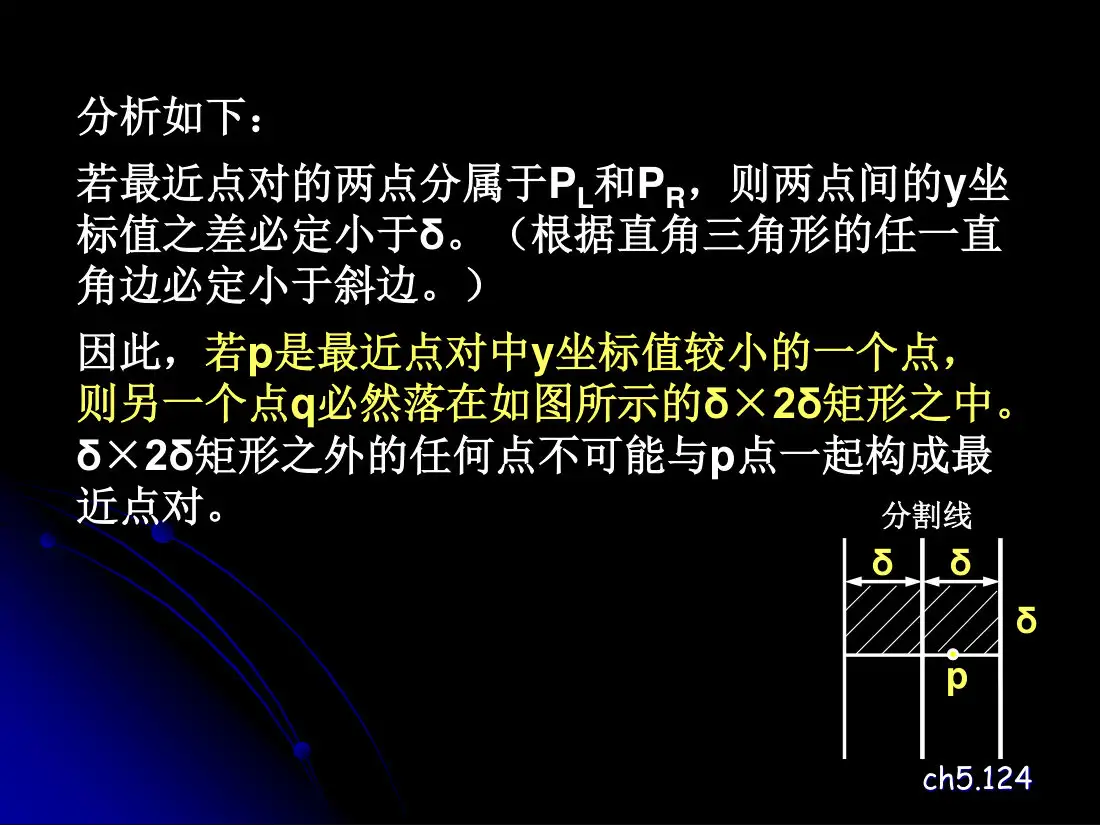 分析如下：
若最近点对的两点分属于PL和PR，则两点间的y坐
标值之差必定小于δ。（根据直角三角形的任一直
角边必定小于斜边。）
因此，若p是最近点对中y坐标值较小的一个点，
则另一个点q必然落在如图所示的δ×2δ矩形之中。
δ×2δ矩形之外的任何点不可能与p点一起构成最
近点对。
分割线
δ δ
δ
p
ch5.124